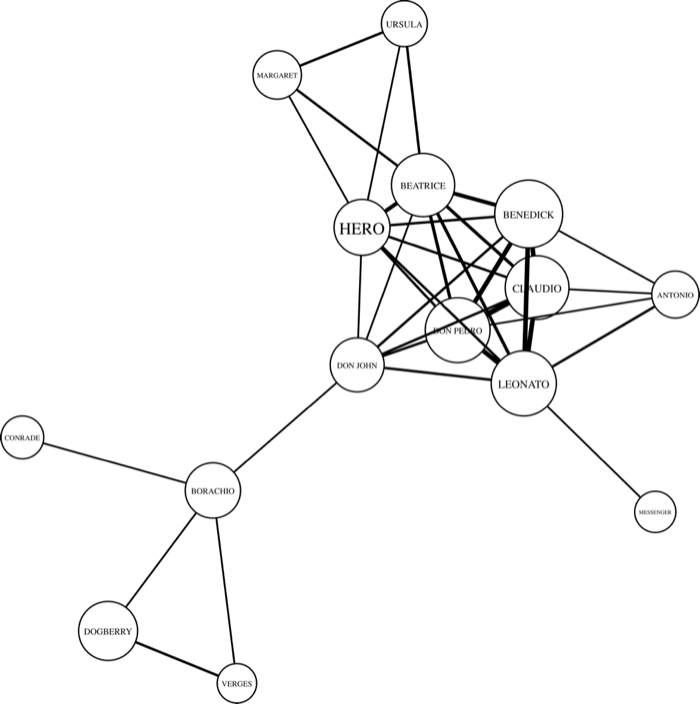 URSULA
MARGARET
BEATRICE
BENEDICK
HERO
CLAUDIO
ANTONIO
DON PEDRO
DON JOHN
LEONATO
CONRADE
BORACHIO
MESSENGER
DOGBERRY
VERGES